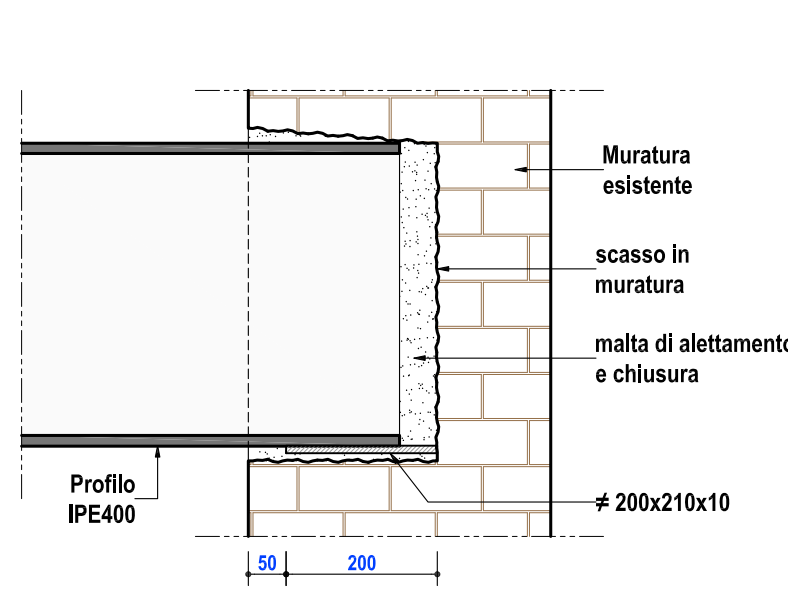 Muratura
esistente
scasso in
muratura
malta di alettamento
e chiusura
Profilo
IPE400
≠ 200x210x10
50
200